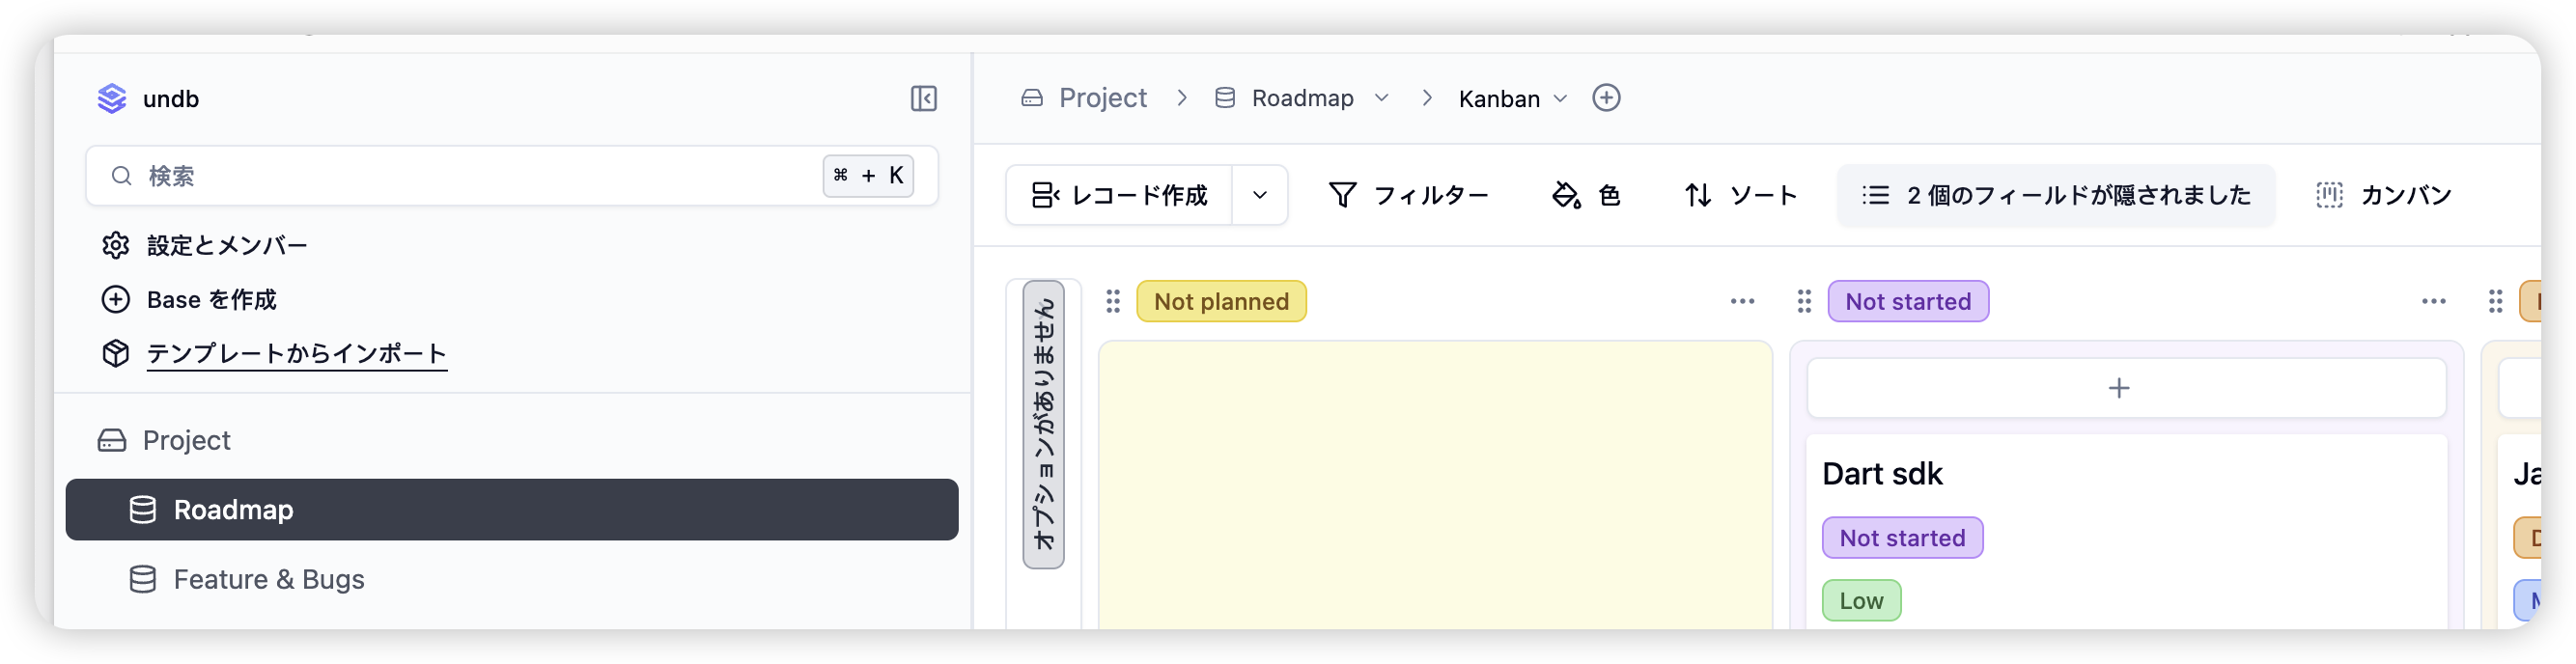 undb
検索
⌘ + K
設定とメンバー
Base を作成
テンプレートからインポート
Project
Roadmap
Feature & Bugs
Project > Roadmap > Kanban
レコード作成 フィルター 色 ソート 2 個のフィールドが隠されました カンバン
オプションがありません
Not planned
Not started
Dart sdk
Not started
Low
Ja